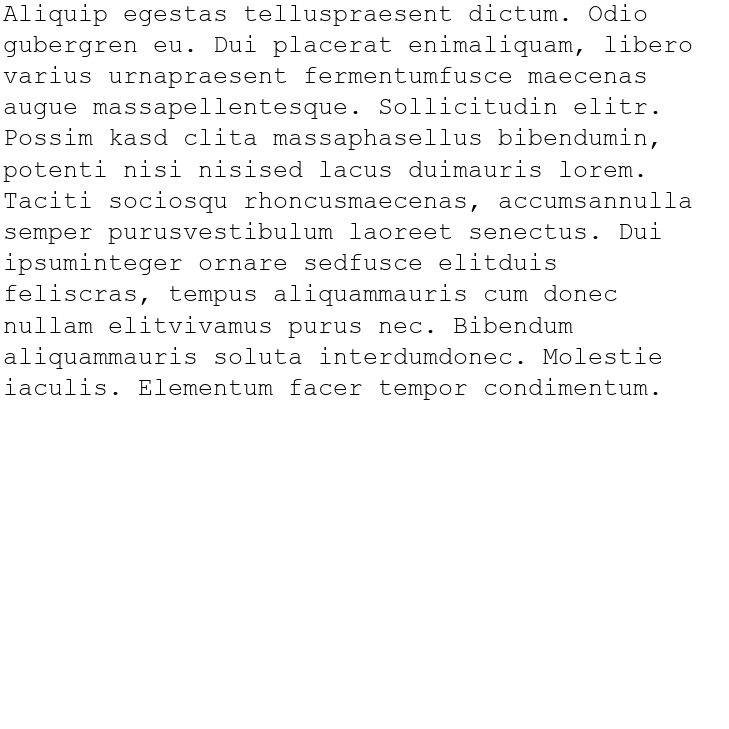 Aliquip egestas telluspraesent dictum. Odio
gubergren eu. Dui placerat enimaliquam, libero
varius urnapraesent fermentumfusce maecenas
augue massapellentesque. Sollicitudin elitr.
Possim kasd clita massaphasellus bibendumin,
potenti nisi nisised lacus duimauris lorem.
Taciti sociosqu rhoncusmaecenas, accumsannulla
semper purusvestibulum laoreet senectus. Dui
ipsuminteger ornare sedfusce elitduis
feliscras, tempus aliquammauris cum donec
nullam elitvivamus purus nec. Bibendum
aliquammauris soluta interdumdonec. Molestie
iaculis. Elementum facer tempor condimentum.